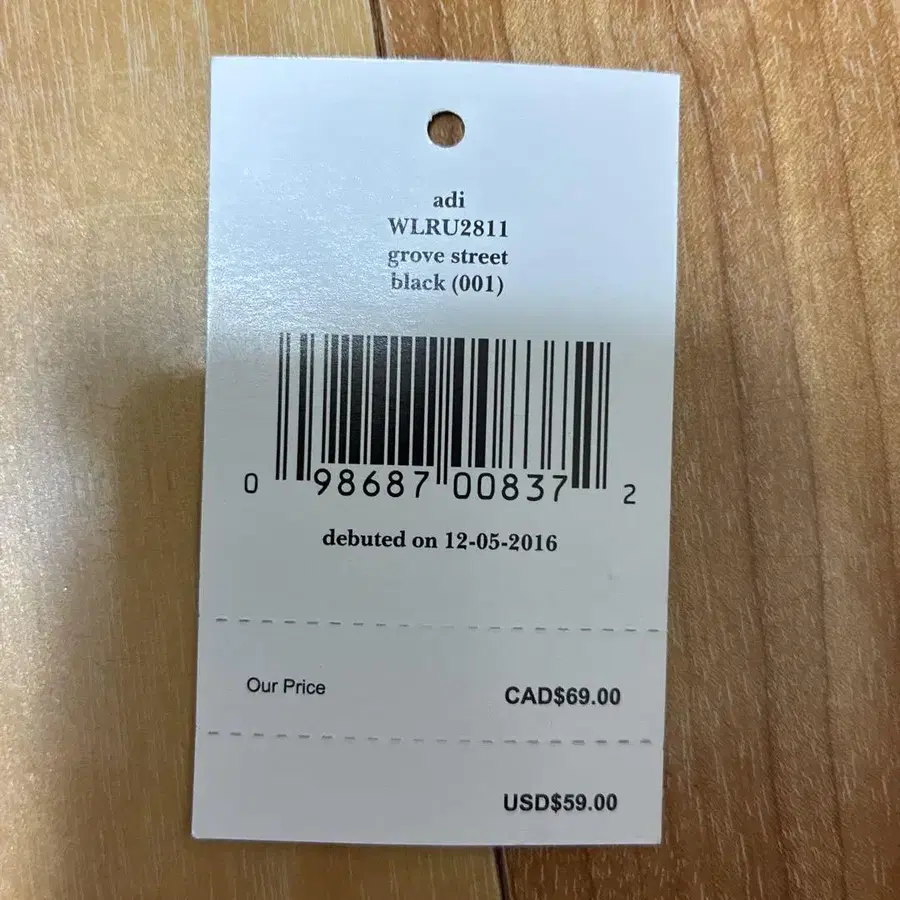 adi
WLRU2811
grove street
black (001)
0 98687 00837 2
debuted on 12-05-2016
Our Price CAD$69.00
USD$59.00